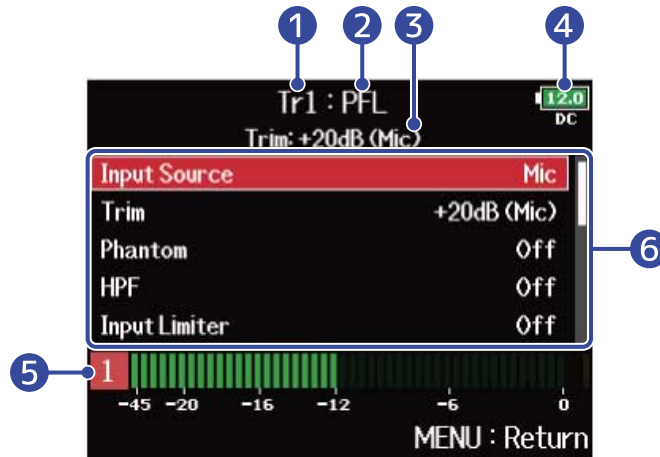 1 2 3 4
Tr1 : PFL
12.0
DC
Trim: +20dB (Mic)
Input Source Mic
Trim +20dB (Mic)
Phantom Off
HPF Off
Input Limiter Off
6
5
1
-45 -20 -16 -12 -6 0
MENU : Return